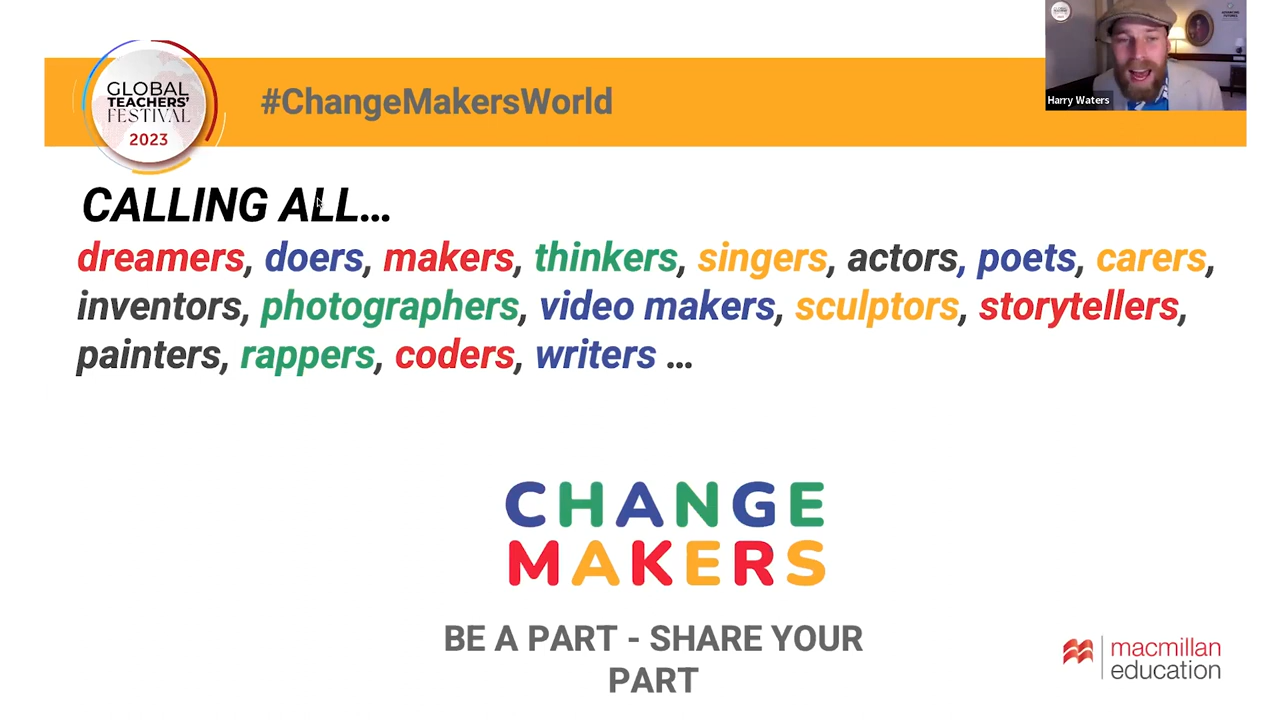 GLOBAL
TEACHERS'
FESTIVAL
2023
#ChangeMakersWorld
Harry Waters
CALLING ALL...
dreamers, doers, makers, thinkers, singers, actors, poets, carers,
inventors, photographers, video makers, sculptors, storytellers,
painters, rappers, coders, writers ...
CHANGE
MAKERS
BE A PART - SHARE YOUR
PART
macmillan
education